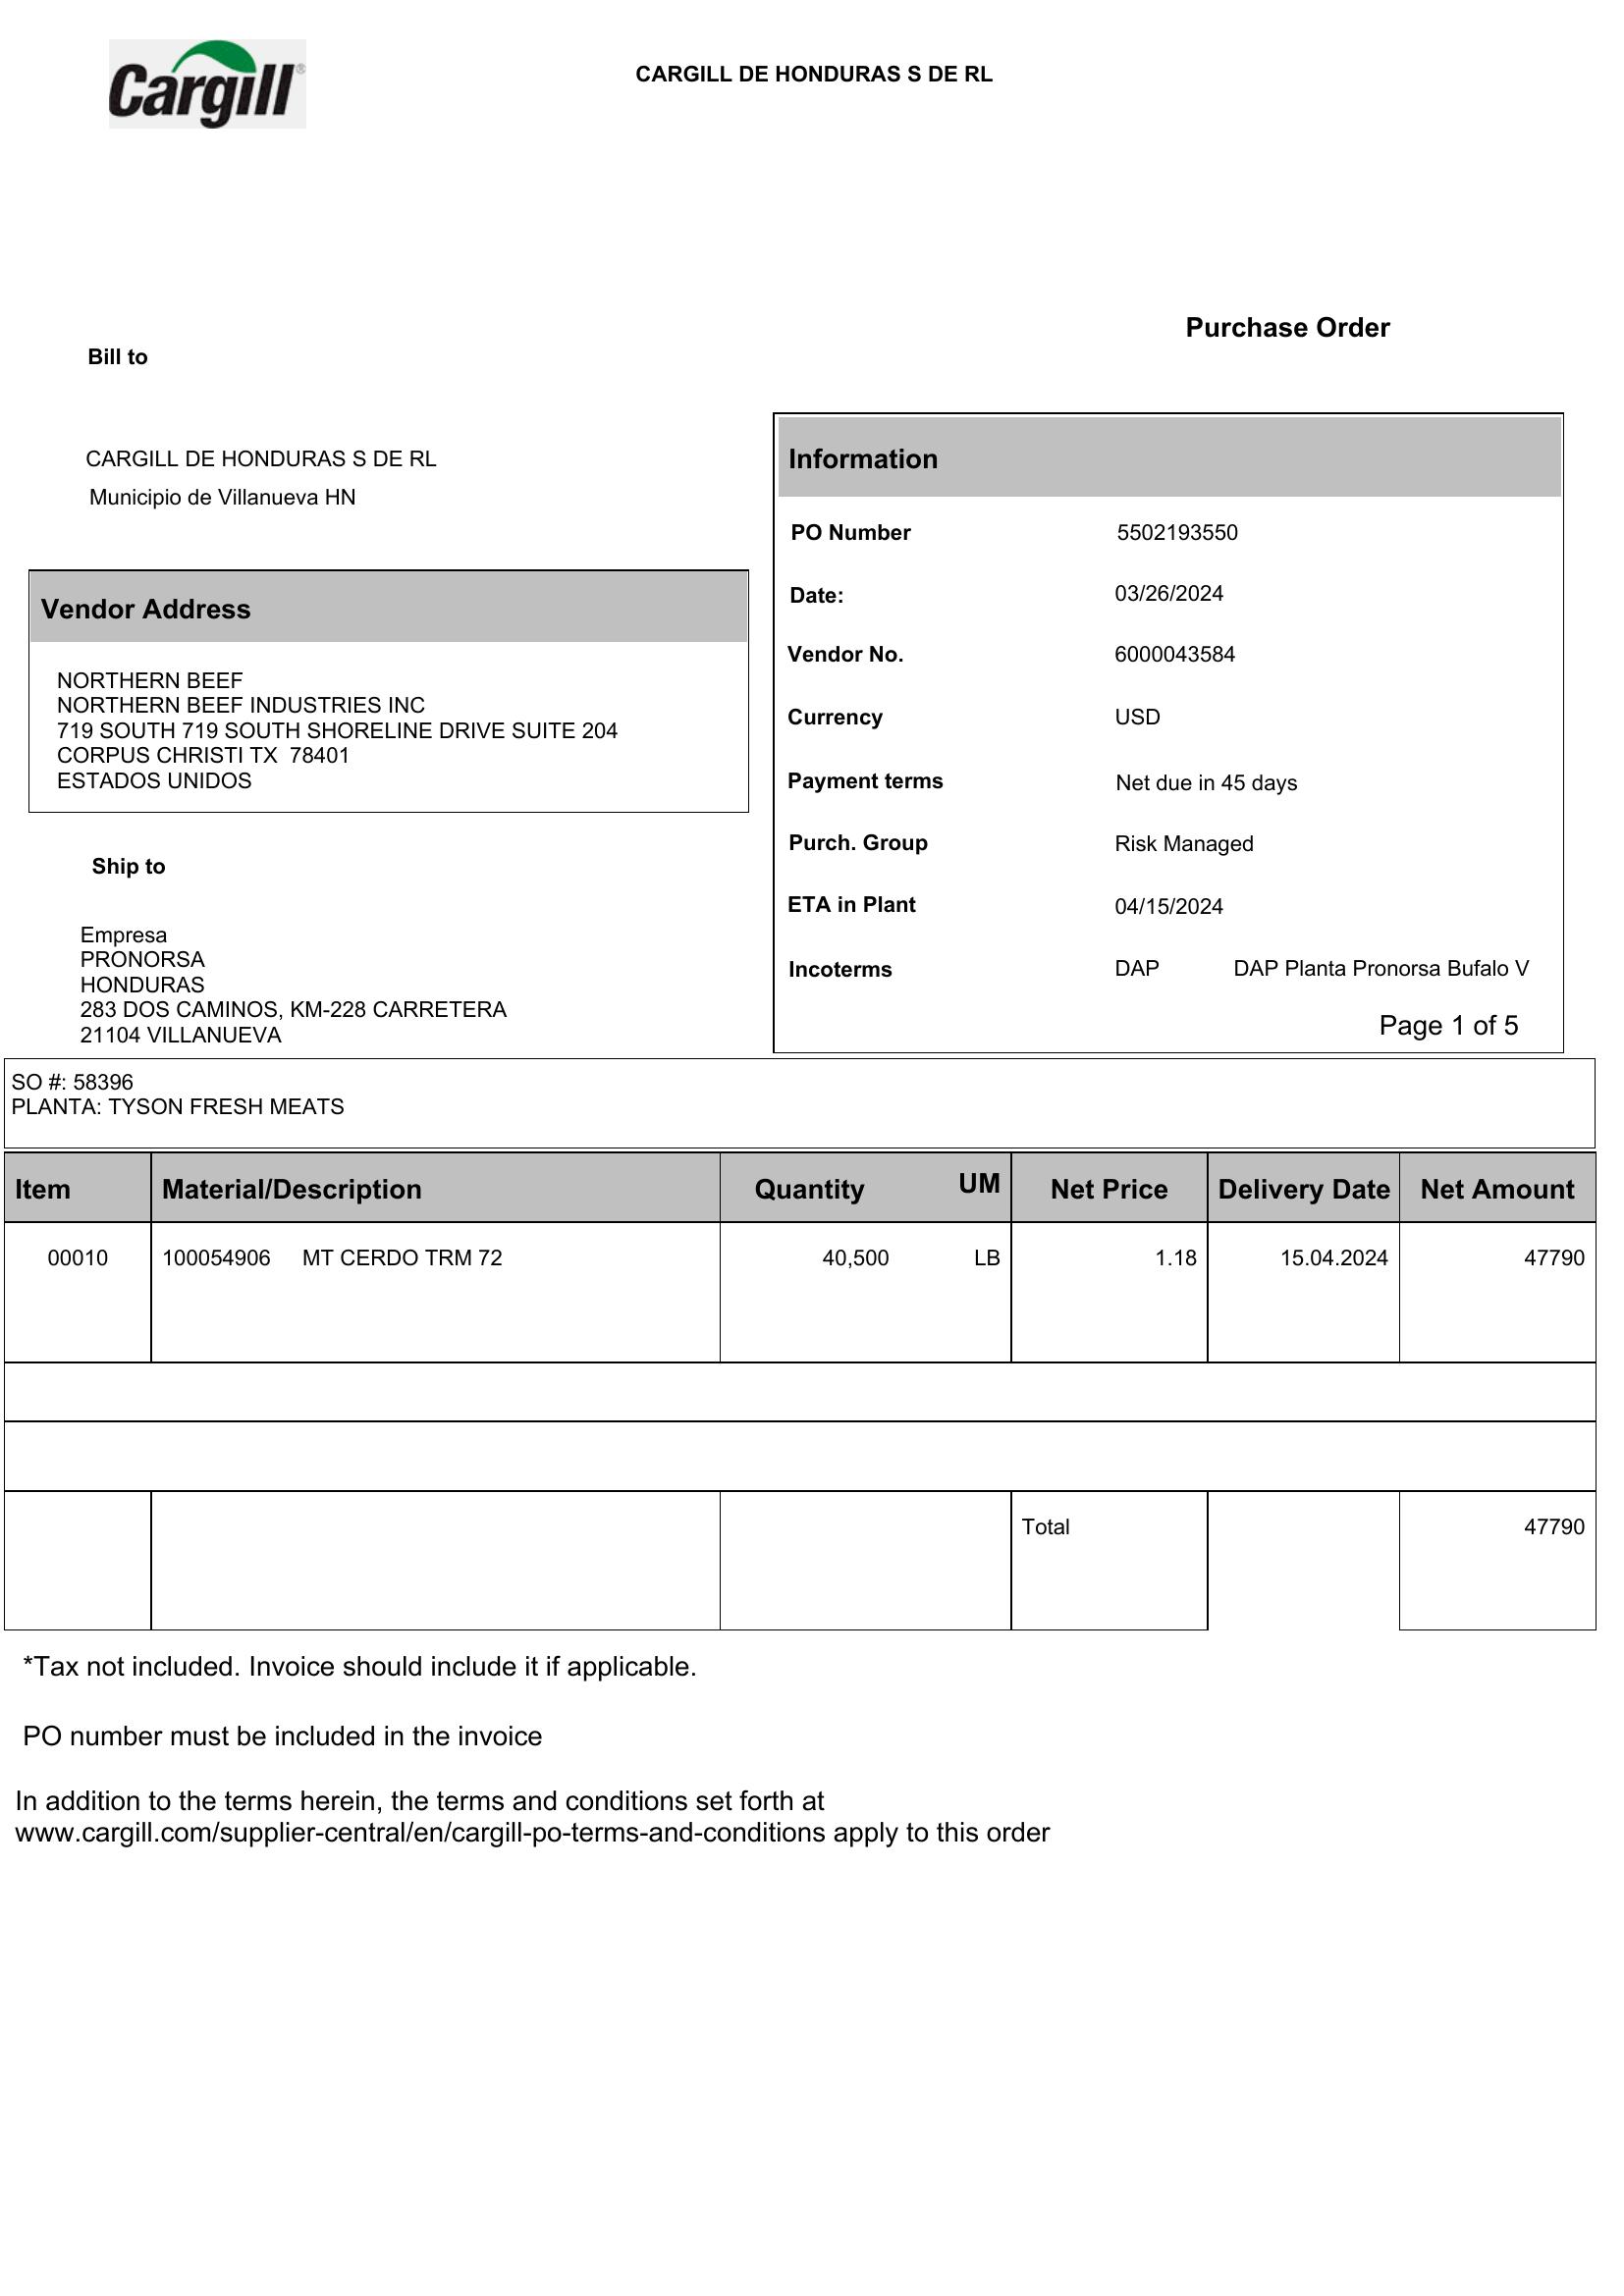 Cargill®
CARGILL DE HONDURAS S DE RL
Purchase Order
Bill to
CARGILL DE HONDURAS S DE RL
Municipio de Villanueva HN
Vendor Address
NORTHERN BEEF
NORTHERN BEEF INDUSTRIES INC
719 SOUTH 719 SOUTH SHORELINE DRIVE SUITE 204
CORPUS CHRISTI TX  78401
ESTADOS UNIDOS
Ship to
Empresa
PRONORSA
HONDURAS
283 DOS CAMINOS, KM-228 CARRETERA
21104 VILLANUEVA
Information
PO Number 5502193550
Date: 03/26/2024
Vendor No. 6000043584
Currency USD
Payment terms Net due in 45 days
Purch. Group Risk Managed
ETA in Plant 04/15/2024
Incoterms DAP DAP Planta Pronorsa Bufalo V
Page 1 of 5
SO #: 58396
PLANTA: TYSON FRESH MEATS
Item Material/Description Quantity UM Net Price Delivery Date Net Amount
00010 100054906 MT CERDO TRM 72 40,500 LB 1.18 15.04.2024 47790
Total 47790
*Tax not included. Invoice should include it if applicable.
PO number must be included in the invoice
In addition to the terms herein, the terms and conditions set forth at
www.cargill.com/supplier-central/en/cargill-po-terms-and-conditions apply to this order